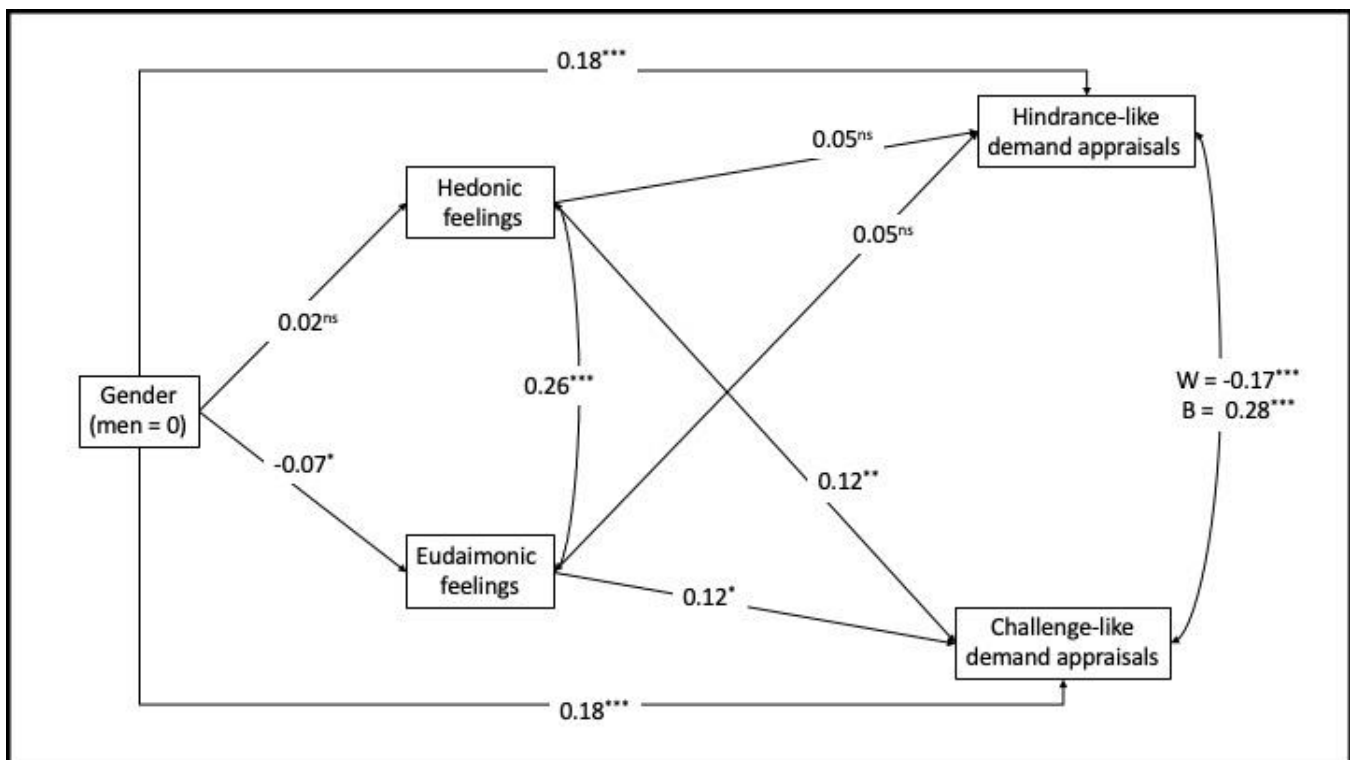 0.18***
Hindrance-like
demand appraisals
0.05ns
Hedonic
feelings
0.05ns
0.02ns
Gender
(men = 0)
0.26***
W = -0.17***
B = 0.28***
-0.07*
0.12**
Eudaimonic
feelings
0.12*
Challenge-like
demand appraisals
0.18***